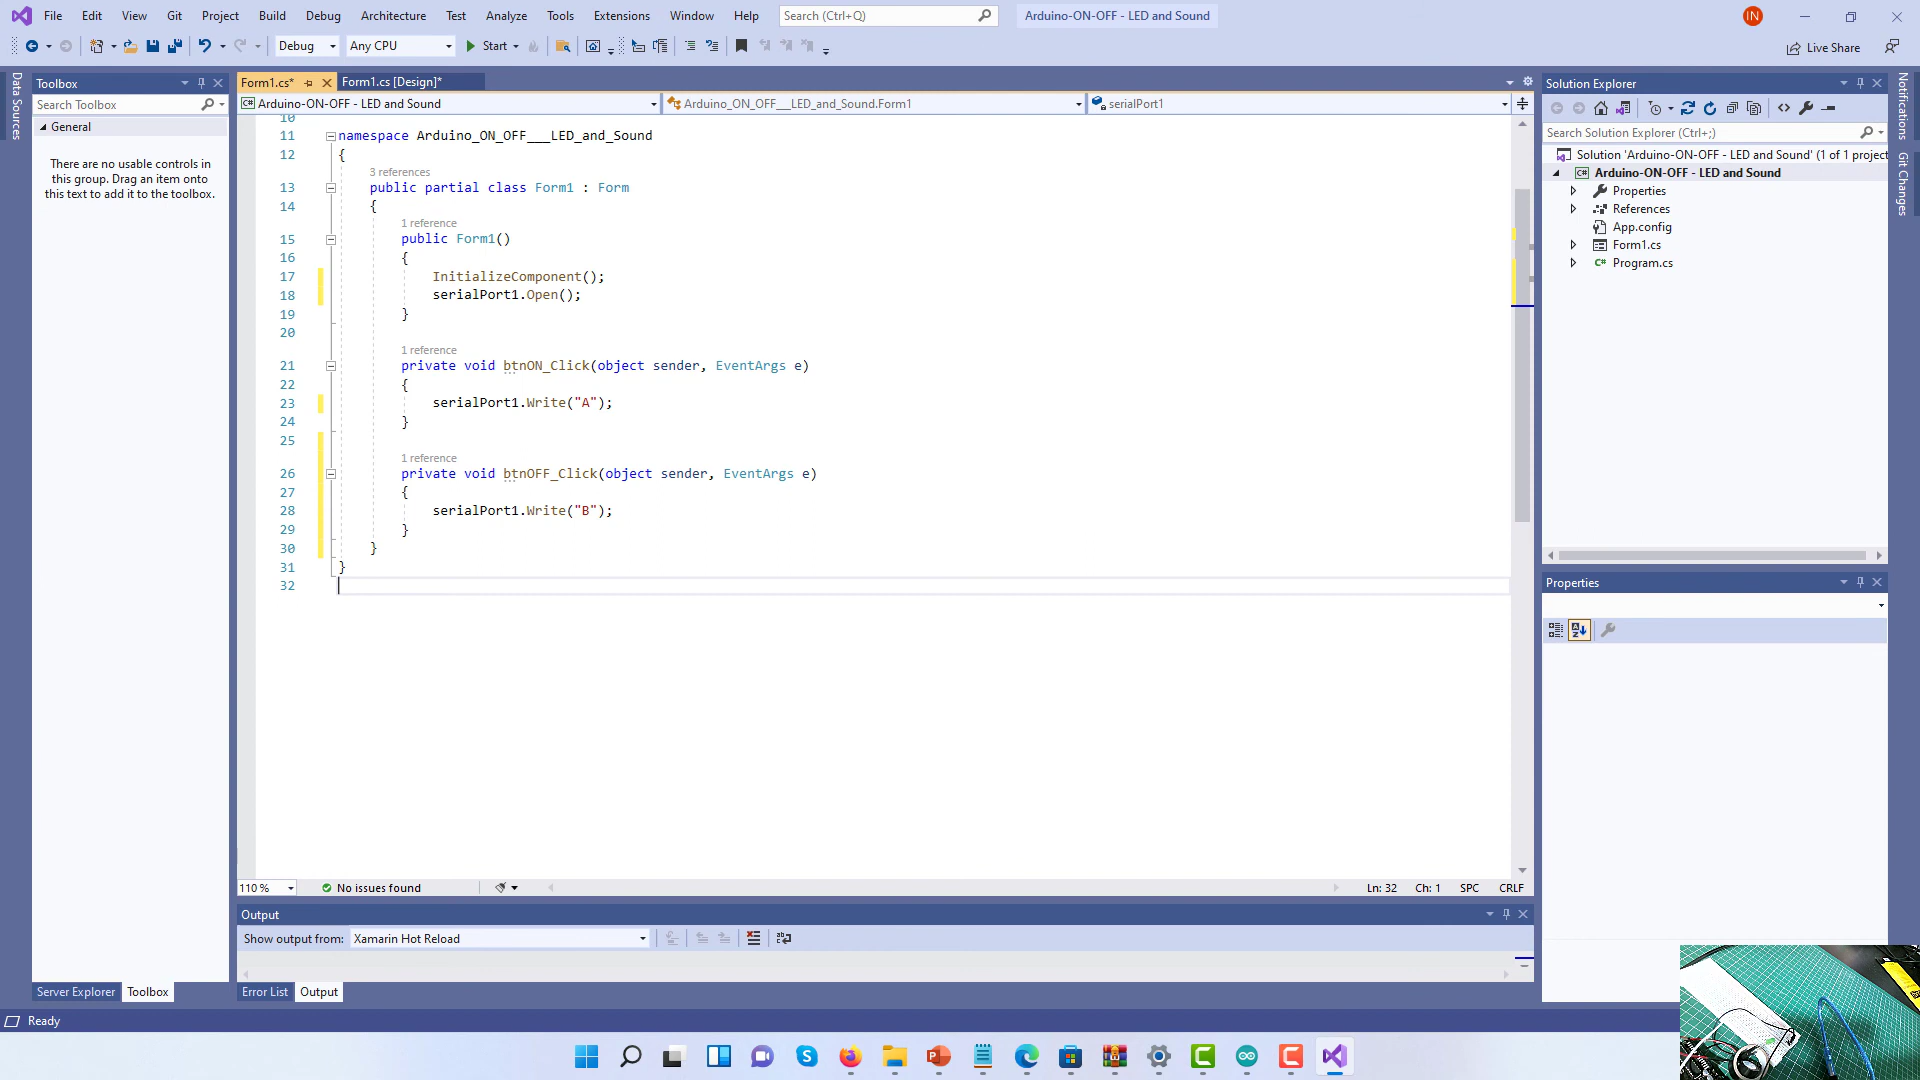 File Edit View Git Project Build Debug Architecture Test Analyze Tools Extensions Window Help Search (Ctrl+Q) Arduino-ON-OFF - LED and Sound IN
Debug Any CPU Start Live Share
Data Sources
Toolbox
Search Toolbox
General
There are no usable controls in
this group. Drag an item onto
this text to add it to the toolbox.
Form1.cs* Form1.cs [Design]*
C# Arduino-ON-OFF - LED and Sound Arduino_ON_OFF___LED_and_Sound.Form1 serialPort1
10
11 namespace Arduino_ON_OFF___LED_and_Sound
12 {
3 references
13 public partial class Form1 : Form
14 {
1 reference
15 public Form1()
16 {
17 InitializeComponent();
18 serialPort1.Open();
19 }
20
1 reference
21 private void btnON_Click(object sender, EventArgs e)
22 {
23 serialPort1.Write("A");
24 }
25
1 reference
26 private void btnOFF_Click(object sender, EventArgs e)
27 {
28 serialPort1.Write("B");
29 }
30 }
31 }
32
110 % No issues found Ln: 32 Ch: 1 SPC CRLF
Output
Show output from: Xamarin Hot Reload
Server Explorer Toolbox
Error List Output
Ready
Solution Explorer
Search Solution Explorer (Ctrl+;)
Solution 'Arduino-ON-OFF - LED and Sound' (1 of 1 project
C# Arduino-ON-OFF - LED and Sound
Properties
References
App.config
Form1.cs
C# Program.cs
Properties
Notifications
Git Changes